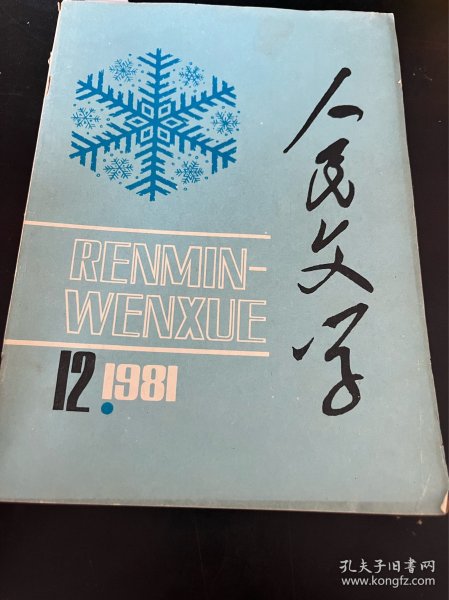 人民文学
RENMIN-
WENXUE
12.1981
孔夫子旧书网
www.kongfz.com